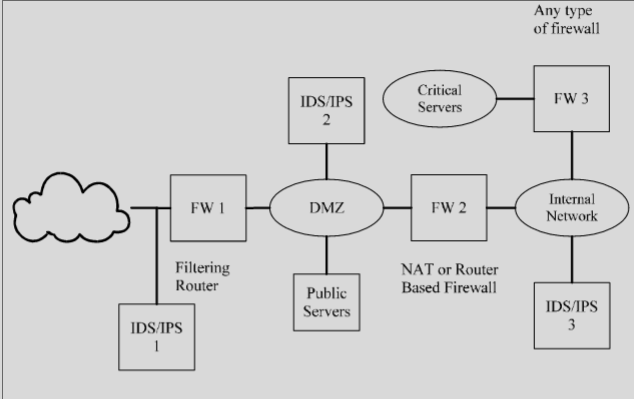 Any type
of firewall
IDS/IPS
2
Critical
Servers
FW 3
FW 1
DMZ
FW 2
Internal
Network
Filtering
Router
NAT or Router
Based Firewall
Public
Servers
IDS/IPS
1
IDS/IPS
3